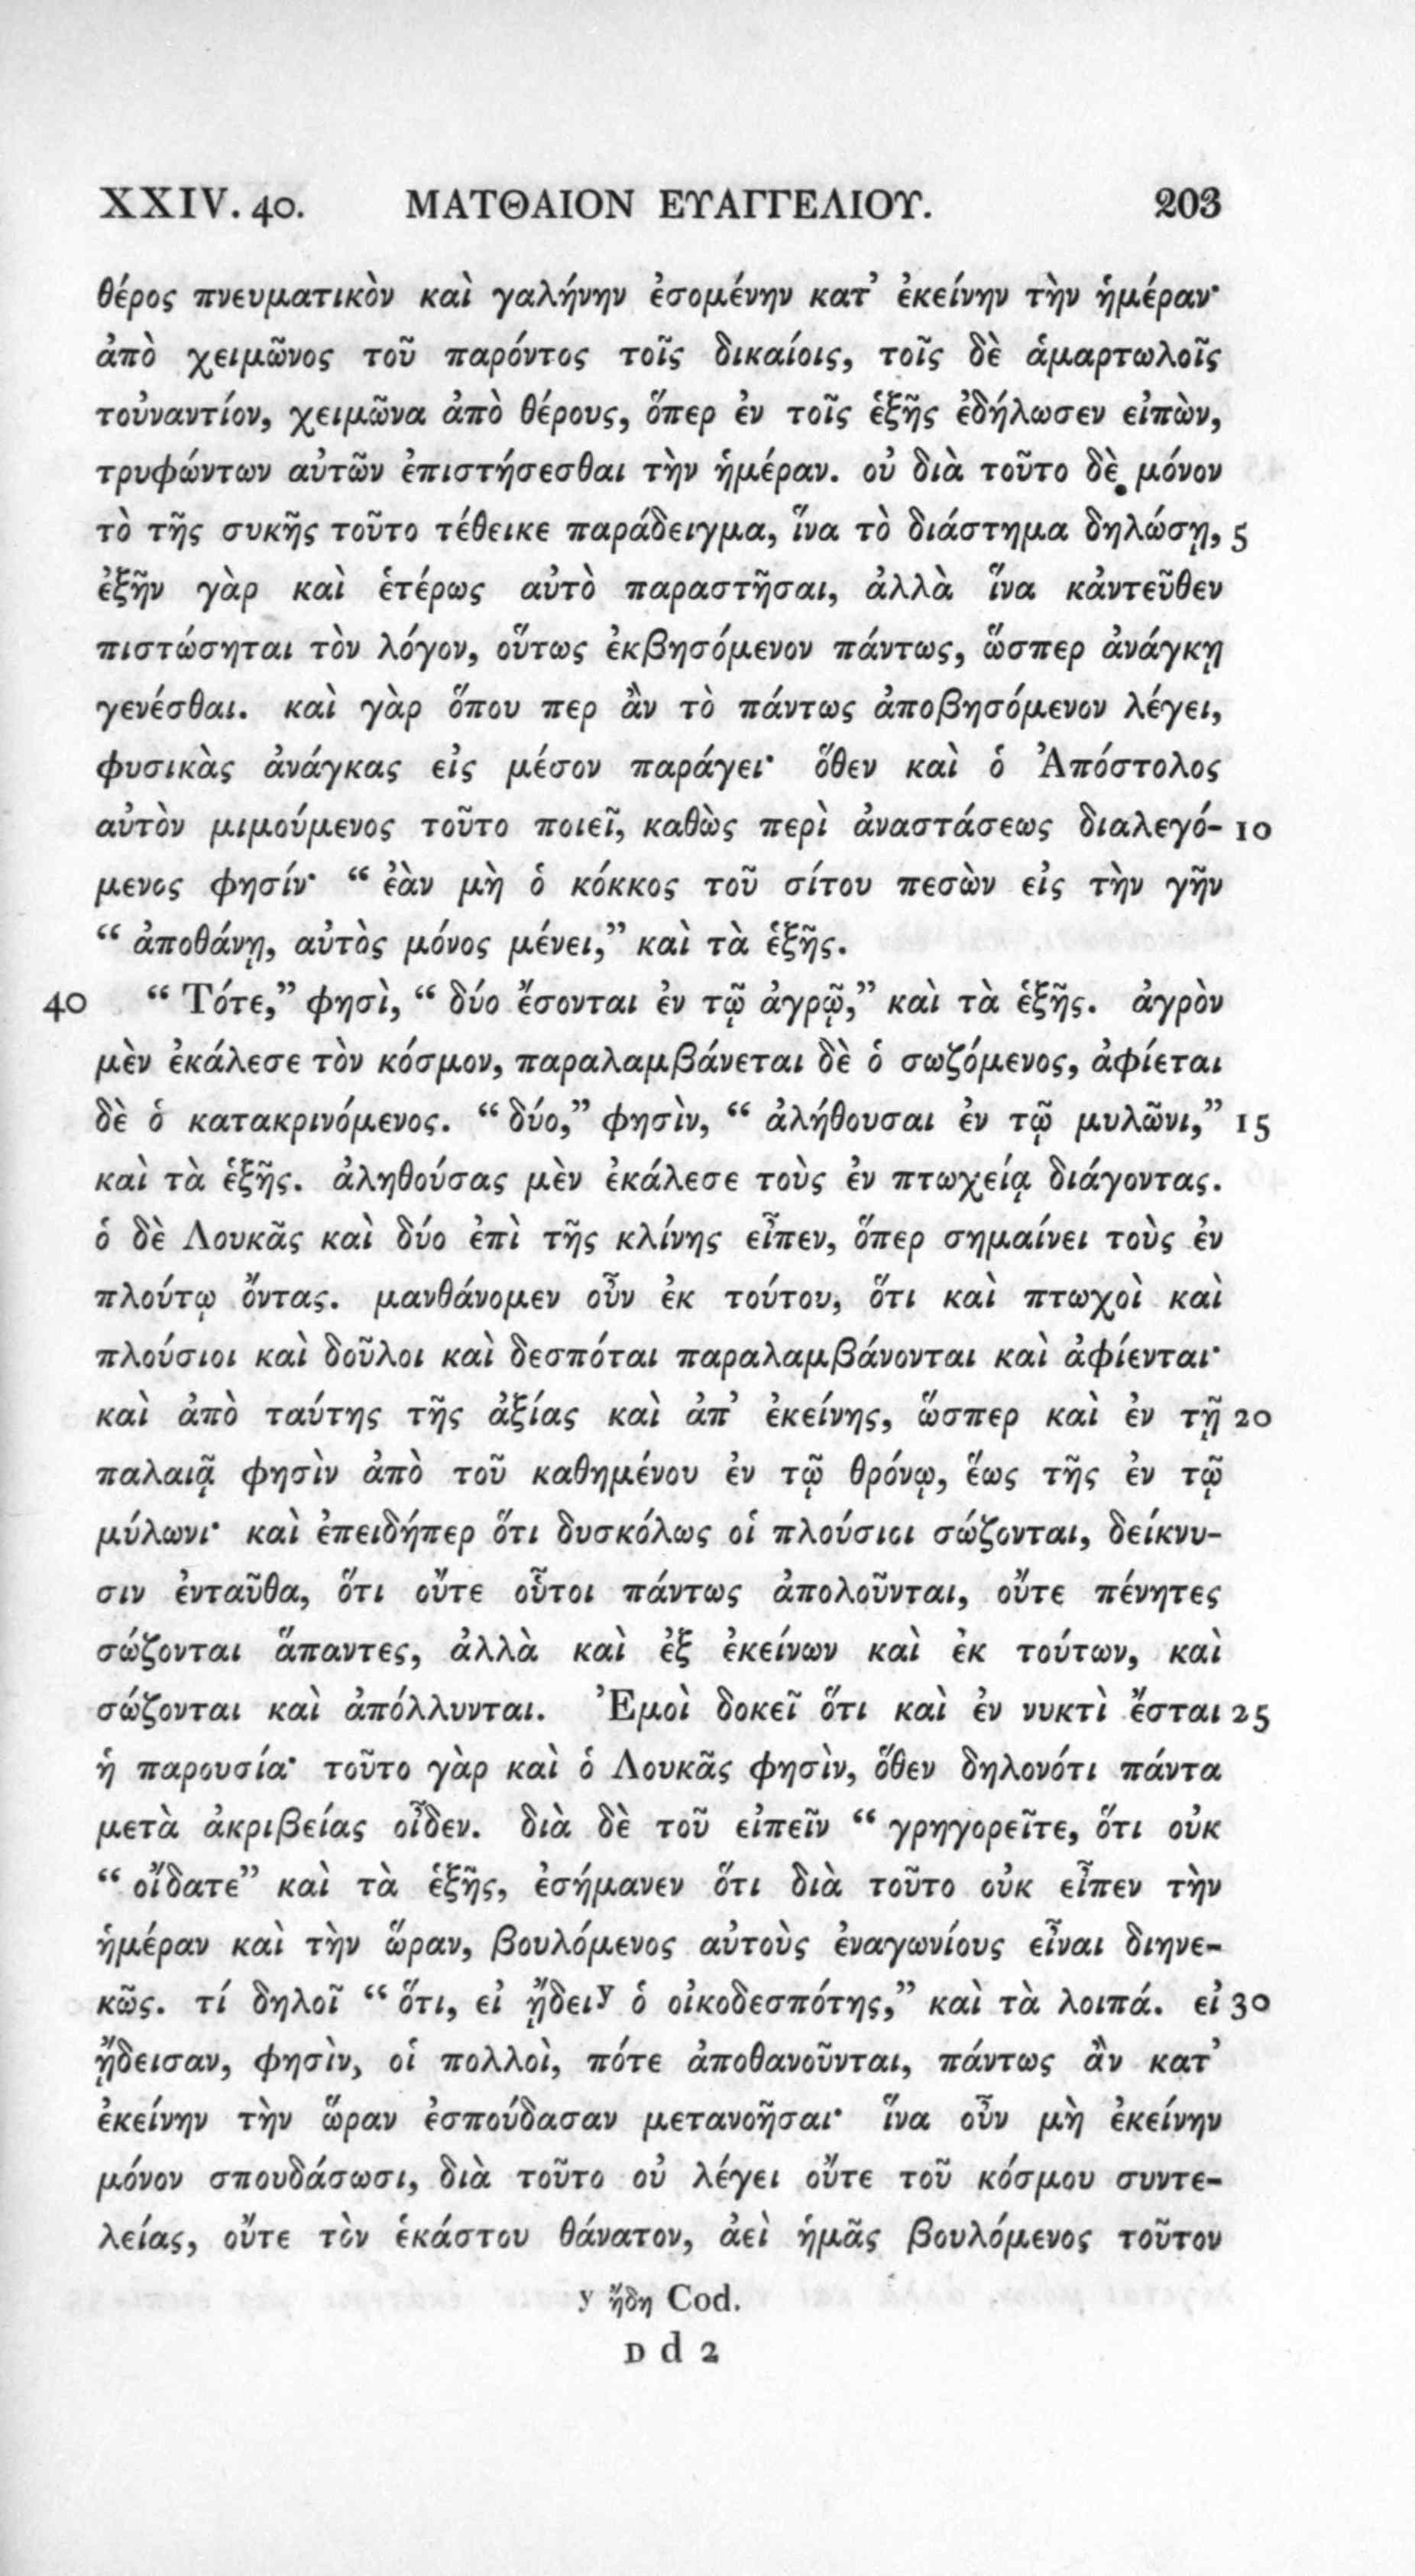 XXIV. 40. ΜΑΤΘΑΙΟΝ ΕΥΑΓΓΕΛΙΟΥ. 203
θέρος πνευματικὸν καὶ γαλήνην ἐσομένην κατ’ ἐκείνην τὴν ἡμέραν·
ἀπὸ χειμῶνος τοῦ παρόντος τοῖς δικαίοις, τοῖς δὲ ἁμαρτωλοῖς
τοὐναντίον, χειμῶνα ἀπὸ θέρους, ὅπερ ἐν τοῖς ἑξῆς ἐδήλωσεν εἰπὼν,
τρυφώντων αὐτῶν ἐπιστήσεσθαι τὴν ἡμέραν. οὐ διὰ τοῦτο δὲ μόνον
τὸ τῆς συκῆς τοῦτο τέθεικε παράδειγμα, ἵνα τὸ διάστημα δηλώσῃ, 5
ἐξῆν γὰρ καὶ ἑτέρως αὐτὸ παραστῆσαι, ἀλλὰ ἵνα κἀντεῦθεν
πιστώσηται τὸν λόγον, οὕτως ἐκβησόμενον πάντως, ὥσπερ ἀνάγκῃ
γενέσθαι. καὶ γὰρ ὅπου περ ἂν τὸ πάντως ἀποβησόμενον λέγει,
φυσικὰς ἀνάγκας εἰς μέσον παράγει· ὅθεν καὶ ὁ Ἀπόστολος
αὐτὸν μιμούμενος τοῦτο ποιεῖ, καθὼς περὶ ἀναστάσεως διαλεγό- 10
μενος φησίν· “ ἐὰν μὴ ὁ κόκκος τοῦ σίτου πεσὼν εἰς τὴν γῆν
“ ἀποθάνῃ, αὐτὸς μόνος μένει,” καὶ τὰ ἑξῆς.
40 “ Τότε,” φησὶ, “ δύο ἔσονται ἐν τῷ ἀγρῷ,” καὶ τὰ ἑξῆς. ἀγρὸν
μὲν ἐκάλεσε τὸν κόσμον, παραλαμβάνεται δὲ ὁ σωζόμενος, ἀφίεται
δὲ ὁ κατακρινόμενος. “ δύο,” φησὶν, “ ἀλήθουσαι ἐν τῷ μυλῶνι,” 15
καὶ τὰ ἑξῆς. ἀληθούσας μὲν ἐκάλεσε τοὺς ἐν πτωχείᾳ διάγοντας.
ὁ δὲ Λουκᾶς καὶ δύο ἐπὶ τῆς κλίνης εἶπεν, ὅπερ σημαίνει τοὺς ἐν
πλούτῳ ὄντας. μανθάνομεν οὖν ἐκ τούτου, ὅτι καὶ πτωχοὶ καὶ
πλούσιοι καὶ δοῦλοι καὶ δεσπόται παραλαμβάνονται καὶ ἀφίενται·
καὶ ἀπὸ ταύτης τῆς ἀξίας καὶ ἀπ’ ἐκείνης, ὥσπερ καὶ ἐν τῇ 20
παλαιᾷ φησὶν ἀπὸ τοῦ καθημένου ἐν τῷ θρόνῳ, ἕως τῆς ἐν τῷ
μύλωνι· καὶ ἐπειδήπερ ὅτι δυσκόλως οἱ πλούσιοι σώζονται, δείκνυ-
σιν ἐνταῦθα, ὅτι οὔτε οὗτοι πάντως ἀπολοῦνται, οὔτε πένητες
σώζονται ἅπαντες, ἀλλὰ καὶ ἐξ ἐκείνων καὶ ἐκ τούτων, καὶ
σώζονται καὶ ἀπόλλυνται. Ἐμοὶ δοκεῖ ὅτι καὶ ἐν νυκτὶ ἔσται 25
ἡ παρουσία· τοῦτο γὰρ καὶ ὁ Λουκᾶς φησὶν, ὅθεν δηλονότι πάντα
μετὰ ἀκριβείας οἶδεν. διὰ δὲ τοῦ εἰπεῖν “ γρηγορεῖτε, ὅτι οὐκ
“ οἴδατε” καὶ τὰ ἑξῆς, ἐσήμανεν ὅτι διὰ τοῦτο οὐκ εἶπεν τὴν
ἡμέραν καὶ τὴν ὥραν, βουλόμενος αὐτοὺς ἐναγωνίους εἶναι διηνε-
κῶς. τί δηλοῖ “ ὅτι, εἰ ᾔδει<sup>y</sup> ὁ οἰκοδεσπότης,” καὶ τὰ λοιπά. εἰ 30
ᾔδεισαν, φησὶν, οἱ πολλοὶ, πότε ἀποθανοῦνται, πάντως ἂν κατ’
ἐκείνην τὴν ὥραν ἐσπούδασαν μετανοῆσαι· ἵνα οὖν μὴ ἐκείνην
μόνον σπουδάσωσι, διὰ τοῦτο οὐ λέγει οὔτε τοῦ κόσμου συντε-
λείας, οὔτε τὸν ἑκάστου θάνατον, ἀεὶ ἡμᾶς βουλόμενος τοῦτον
y ἤδη Cod.
D d 2